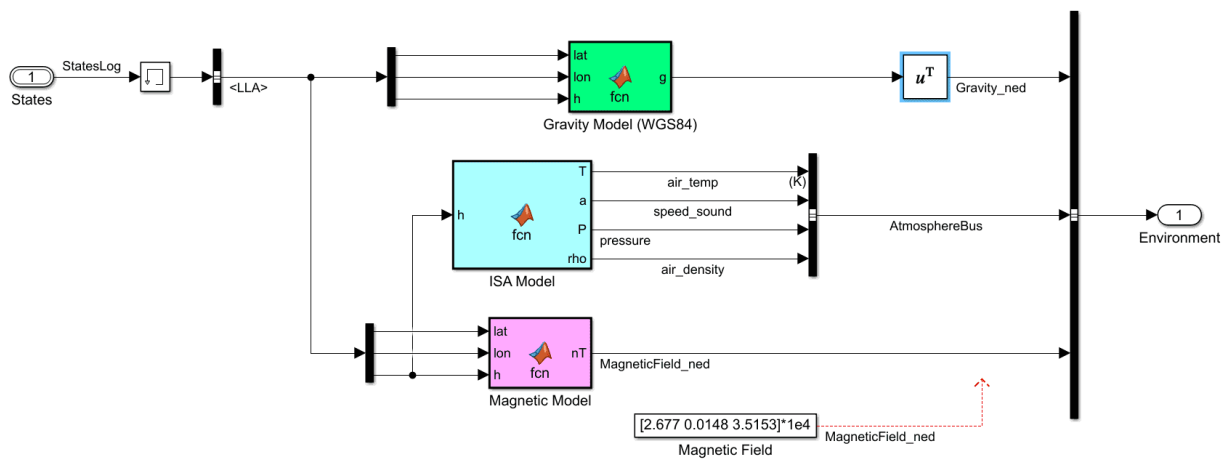 1
StatesLog
States
<LLA>
lat
lon
h
g
fcn
Gravity Model (WGS84)
uT
Gravity_ned
h
T
a
P
rho
fcn
ISA Model
air_temp
(K)
speed_sound
pressure
air_density
AtmosphereBus
1
Environment
lat
lon
h
nT
fcn
Magnetic Model
MagneticField_ned
[2.677 0.0148 3.5153]*1e4
MagneticField_ned
Magnetic Field